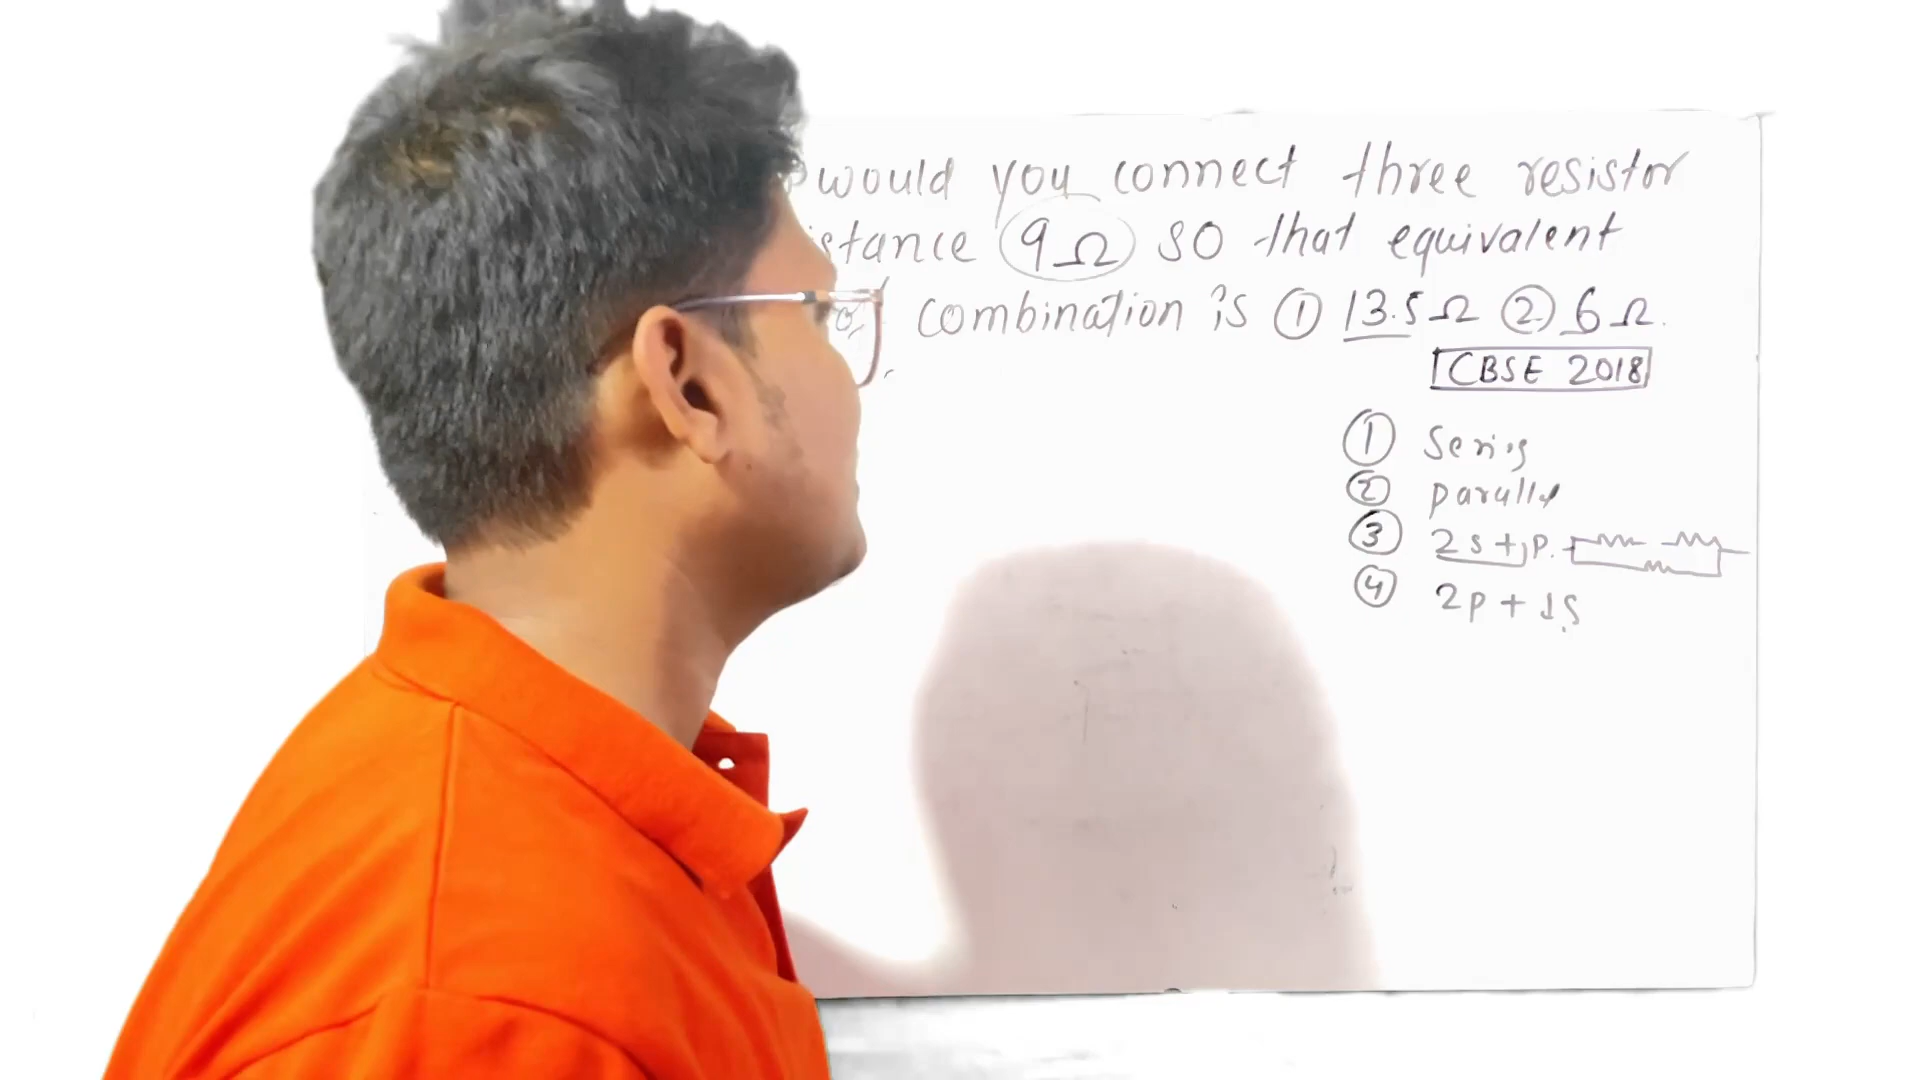 would you connect three resistor
istance 9Ω so that equivalent
combination is ① 13.5Ω ② 6Ω.
CBSE 2018
① Series
② parallel
③ 2s+1P.
④ 2p + 1S